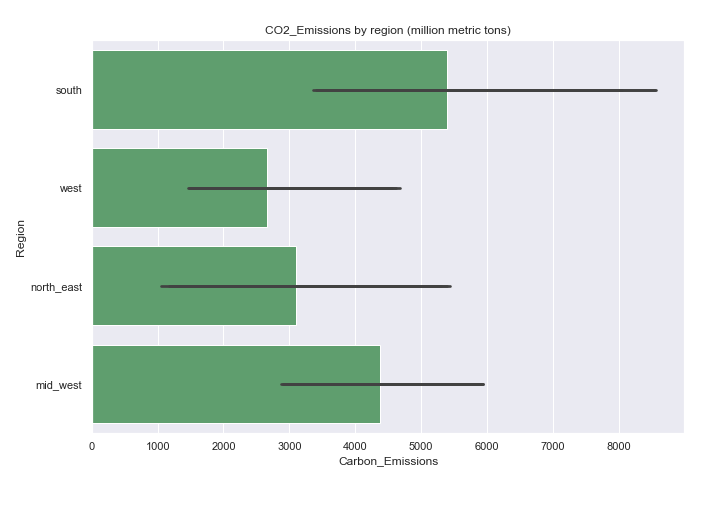 CO2_Emissions by region (million metric tons)
south
west
north_east
mid_west
Region
0 1000 2000 3000 4000 5000 6000 7000 8000
Carbon_Emissions